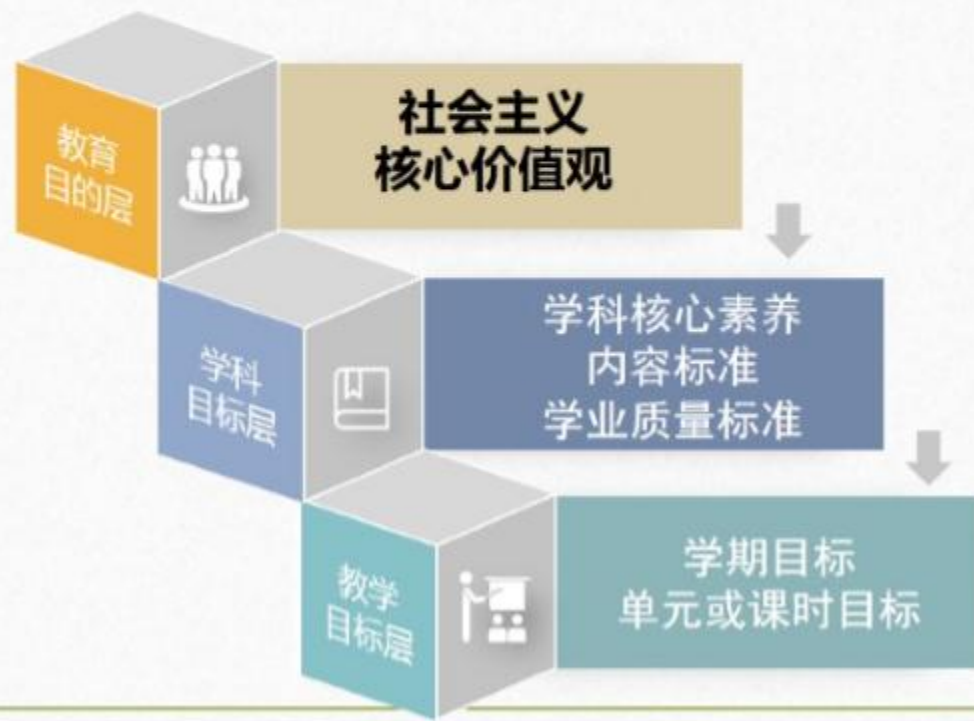 教育
目的层
社会主义
核心价值观
学科
目标层
学科核心素养
内容标准
学业质量标准
教学
目标层
学期目标
单元或课时目标